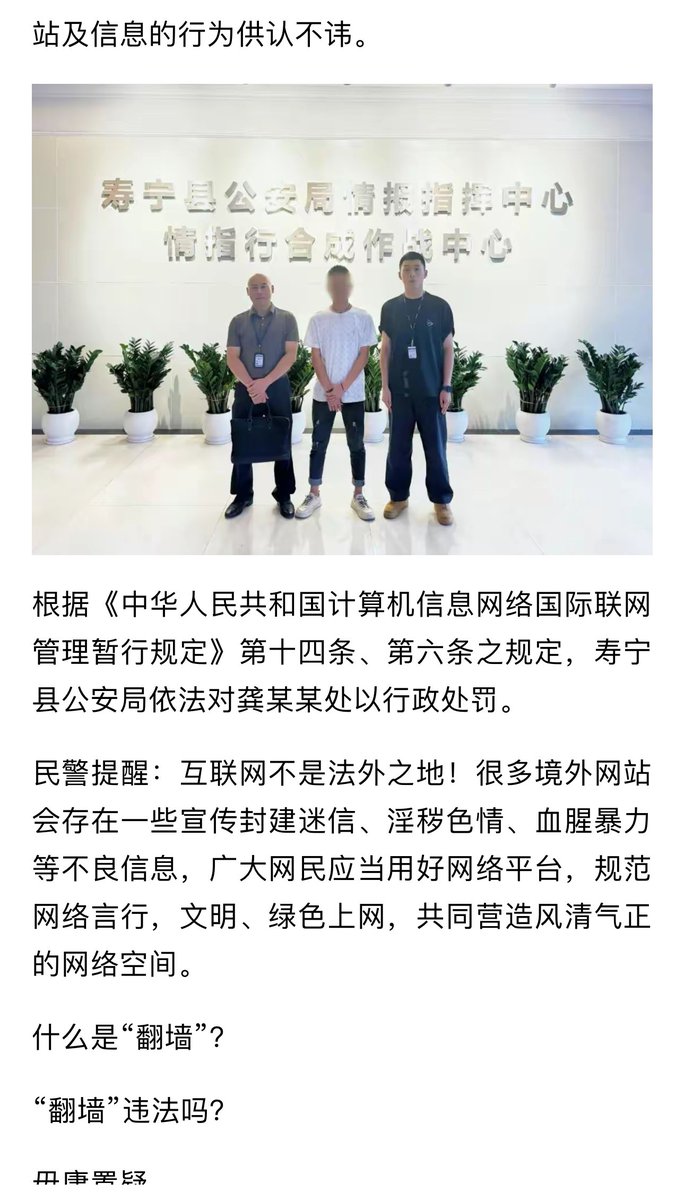 站及信息的行为供认不讳。
寿宁县公安局情报指挥中心
情指行合成作战中心
根据《中华人民共和国计算机信息网络国际联网
管理暂行规定》第十四条、第六条之规定，寿宁
县公安局依法对龚某某处以行政处罚。
民警提醒：互联网不是法外之地！很多境外网站
会存在一些宣传封建迷信、淫秽色情、血腥暴力
等不良信息，广大网民应当用好网络平台，规范
网络言行，文明、绿色上网，共同营造风清气正
的网络空间。
什么是“翻墙”？
“翻墙”违法吗？
毋庸置疑